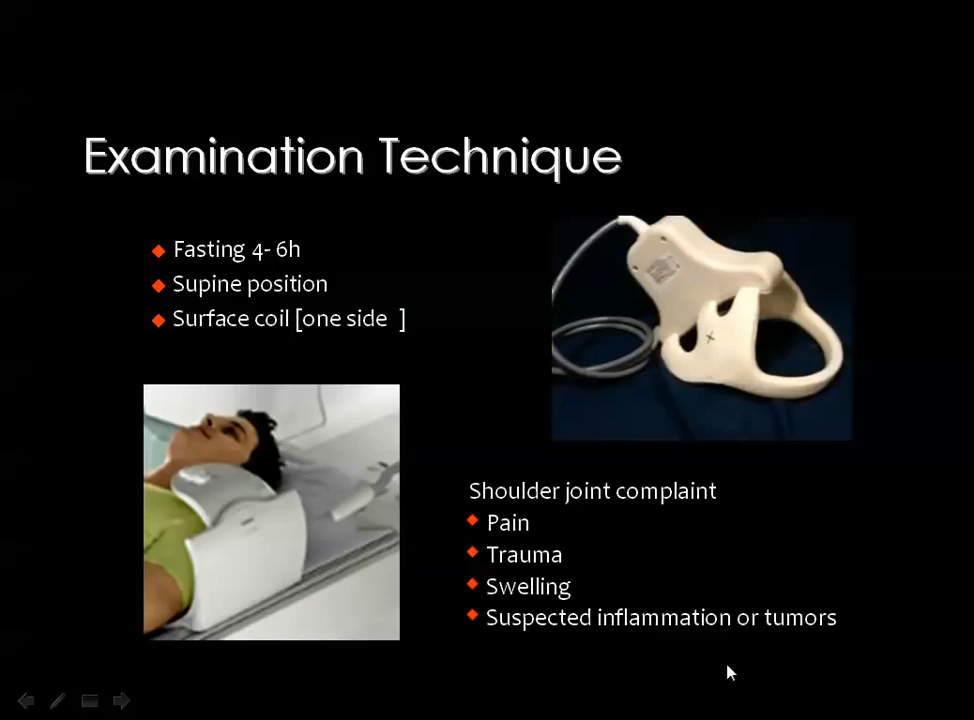 Examination Technique
Fasting 4- 6h
Supine position
Surface coil [one side  ]
Shoulder joint complaint
Pain
Trauma
Swelling
Suspected inflammation or tumors